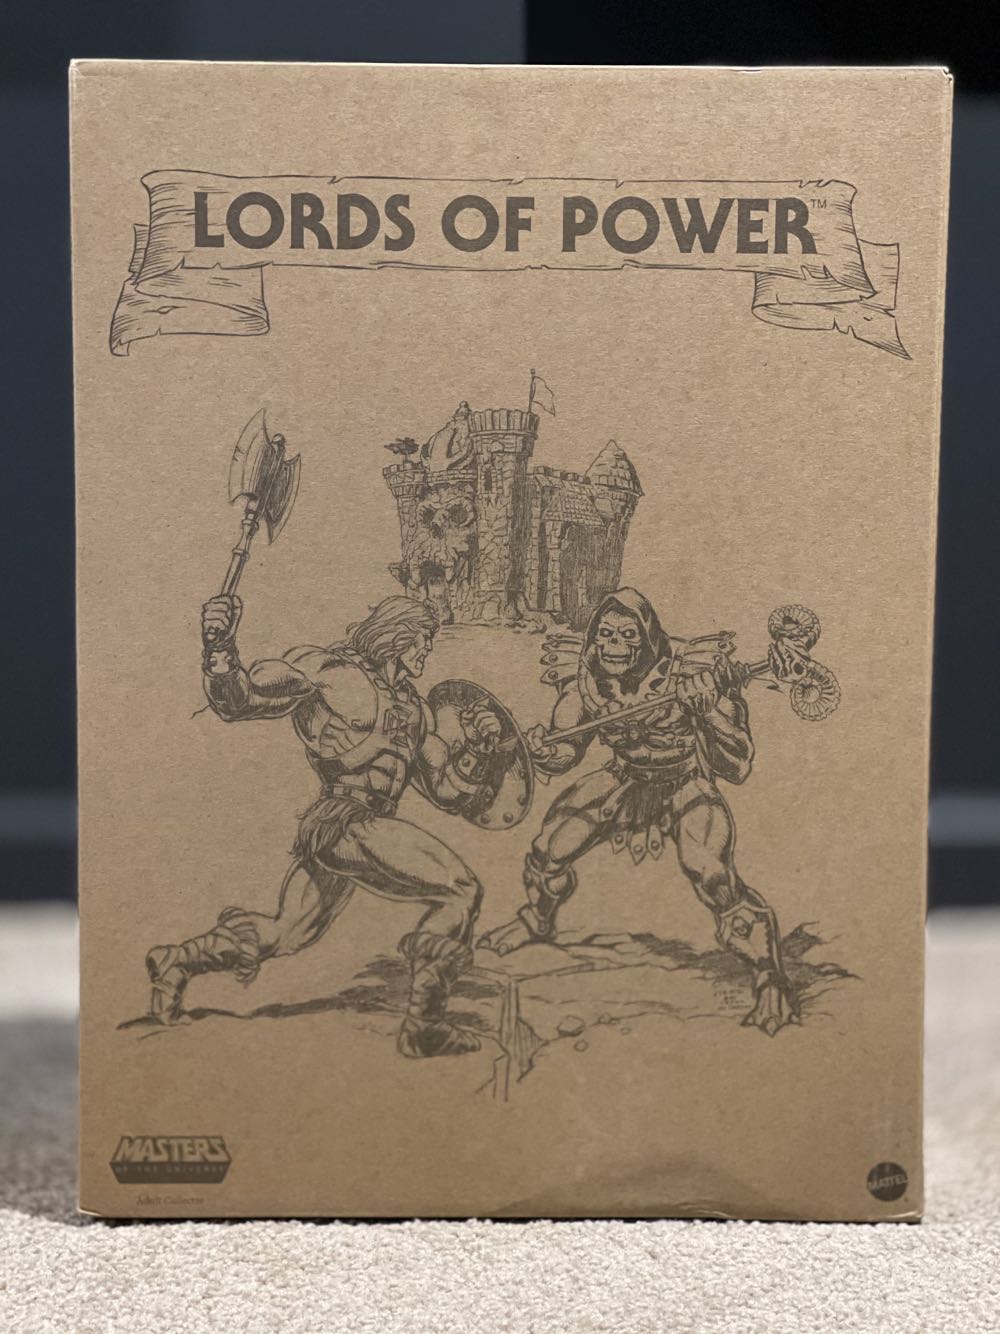 LORDS OF POWER™
MASTERS
OF THE UNIVERSE
Adult Collector
MATTEL